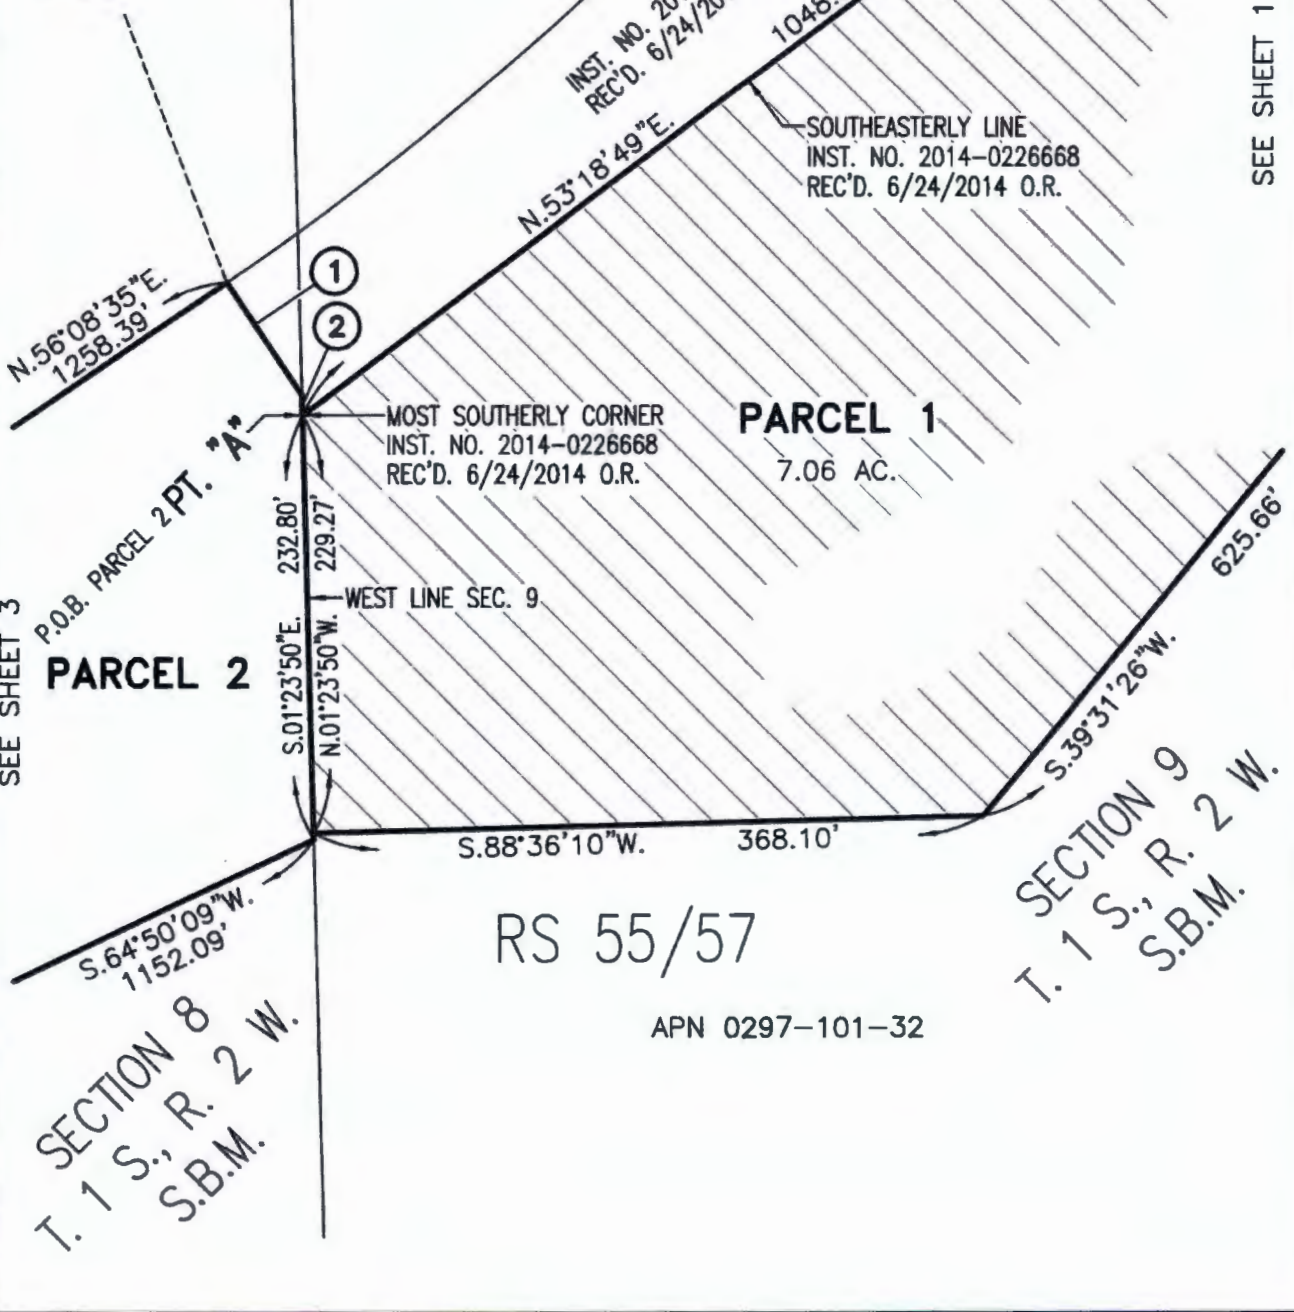 INST. NO. 20
REC'D. 6/24/20
1048.
SEE SHEET 1
SOUTHEASTERLY LINE
INST. NO. 2014-0226668
REC'D. 6/24/2014 O.R.
N.53°18'49"E.
1
2
N.56°08'35"E.
1258.39'
MOST SOUTHERLY CORNER
INST. NO. 2014-0226668
REC'D. 6/24/2014 O.R.
PARCEL 1
7.06 AC.
P.O.B. PARCEL 2 PT. "A"
232.80'
229.27'
625.66'
WEST LINE SEC. 9
SEE SHEET 3
PARCEL 2
S.01°23'50"E.
N.01°23'50"W.
S.39°31'26"W.
S.88°36'10"W. 368.10'
S.64°50'09"W.
1152.09'
SECTION 9
T. 1 S., R. 2 W.
S.B.M.
RS 55/57
APN 0297-101-32
SECTION 8
T. 1 S., R. 2 W.
S.B.M.